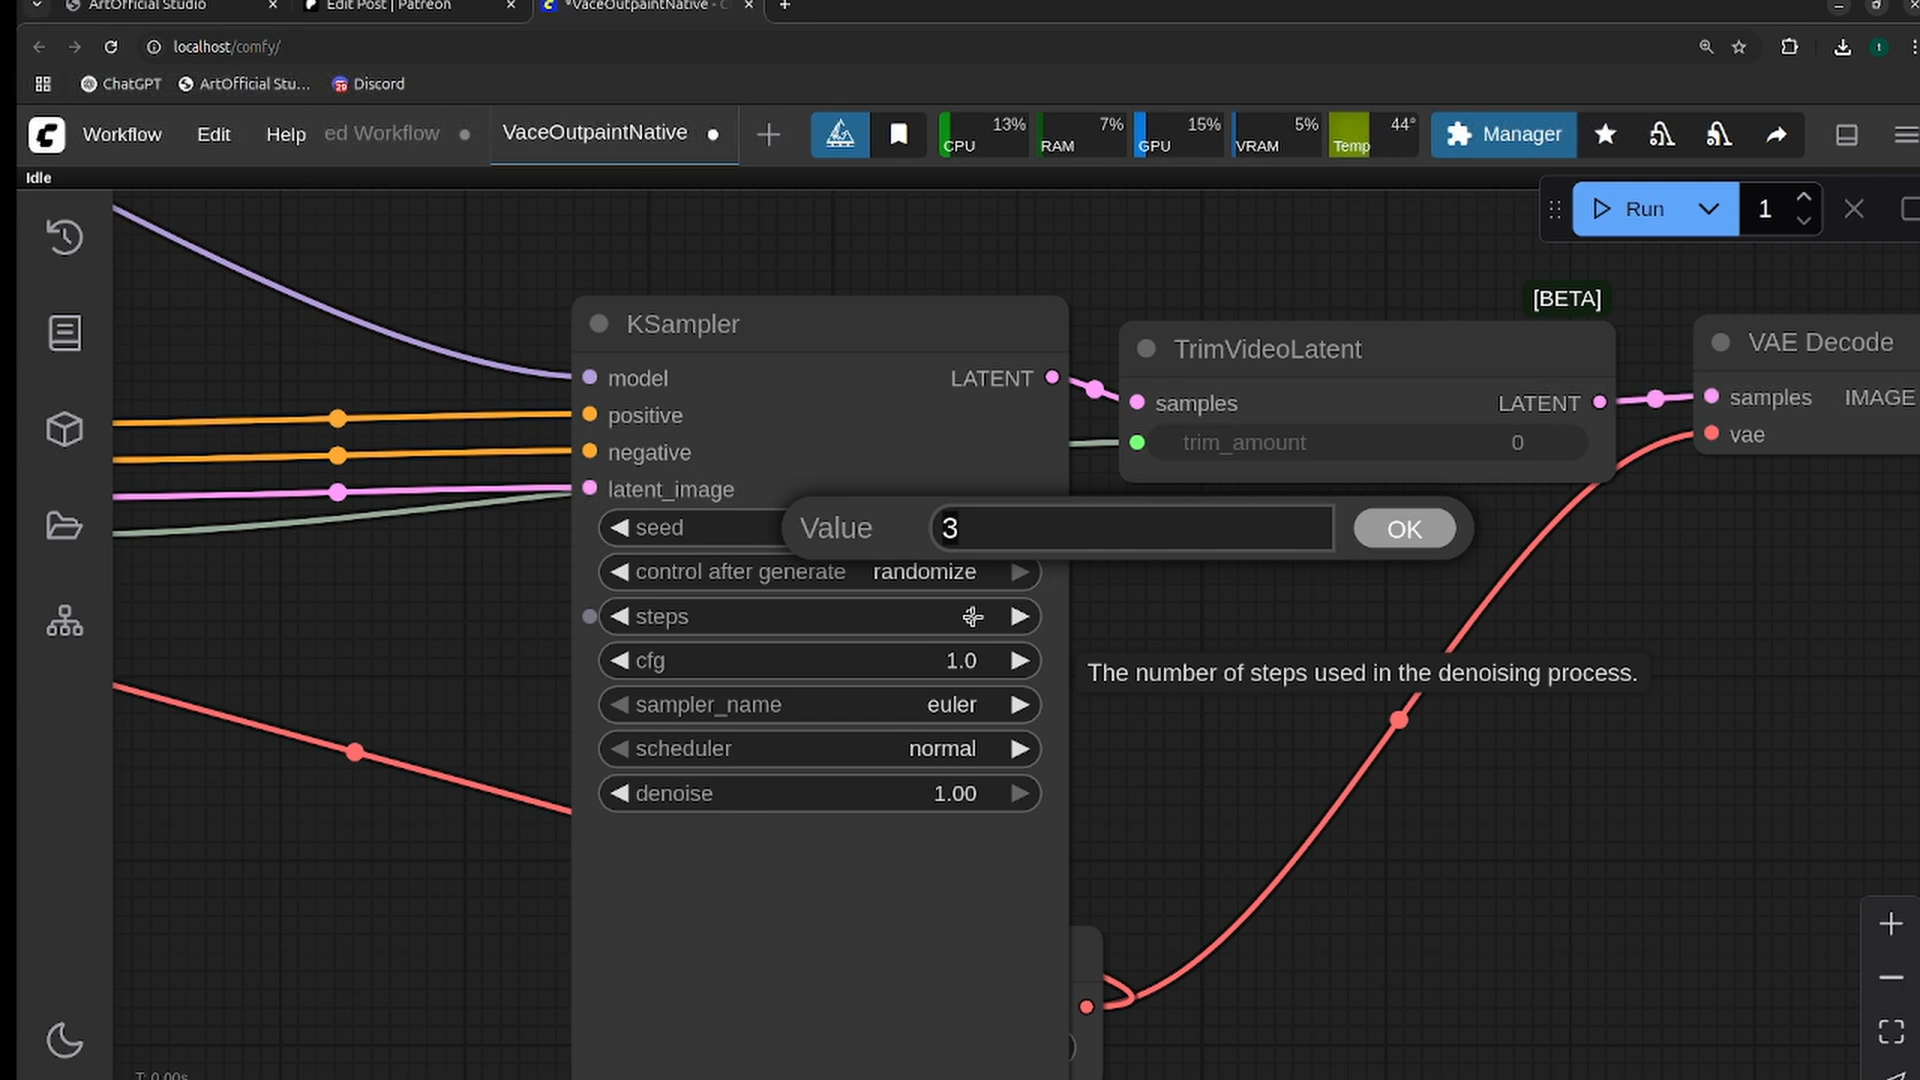 ArtOfficial Studio
Edit Post | Patreon
*VaceOutpaintNative - C
localhost/comfy/
t
ChatGPT
ArtOfficial Stu...
29
Discord
Workflow
Edit
Help
ed Workflow
VaceOutpaintNative
13%
CPU
7%
RAM
15%
GPU
5%
VRAM
44°
Temp
Manager
Idle
Run
1
[BETA]
KSampler
TrimVideoLatent
VAE Decode
model
LATENT
positive
negative
latent_image
samples
LATENT
trim_amount
0
samples
IMAGE
vae
seed
Value
3
OK
control after generate
randomize
steps
cfg
1.0
The number of steps used in the denoising process.
sampler_name
euler
scheduler
normal
denoise
1.00
T: 0.00s